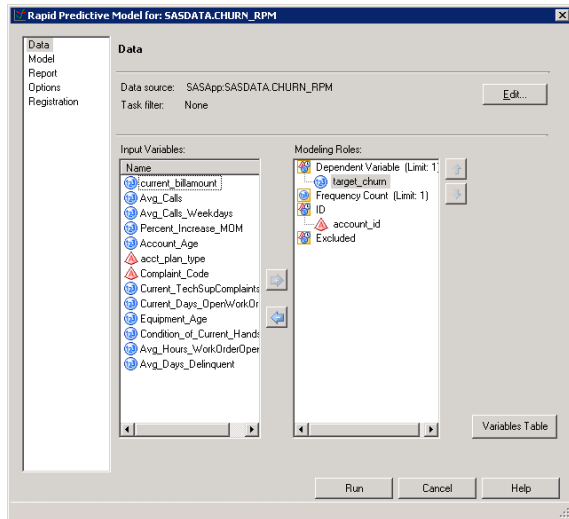 Rapid Predictive Model for: SASDATA.CHURN_RPM
Data
Model
Report
Options
Registration
Data
Data source: SASApp:SASDATA.CHURN_RPM
Task filter: None
Edit...
Input Variables:
Name
current_billamount
Avg_Calls
Avg_Calls_Weekdays
Percent_Increase_MOM
Account_Age
acct_plan_type
Complaint_Code
Current_TechSupComplaints
Current_Days_OpenWorkOr
Equipment_Age
Condition_of_Current_Hands
Avg_Hours_WorkOrderOper
Avg_Days_Delinquent
Modeling Roles:
Dependent Variable (Limit: 1)
target_churn
Frequency Count (Limit: 1)
ID
account_id
Excluded
Variables Table
Run
Cancel
Help